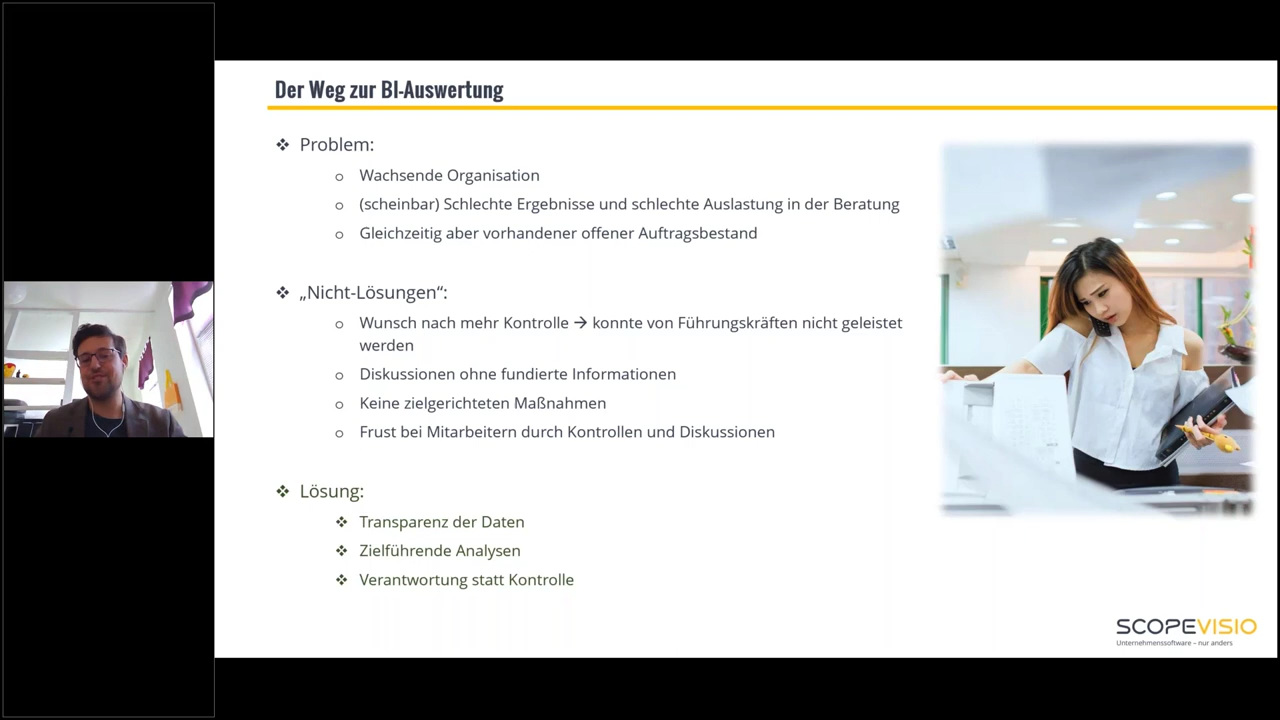 Der Weg zur BI-Auswertung
❖ Problem:
o Wachsende Organisation
o (scheinbar) Schlechte Ergebnisse und schlechte Auslastung in der Beratung
o Gleichzeitig aber vorhandener offener Auftragsbestand
❖ „Nicht-Lösungen“:
o Wunsch nach mehr Kontrolle → konnte von Führungskräften nicht geleistet
werden
o Diskussionen ohne fundierte Informationen
o Keine zielgerichteten Maßnahmen
o Frust bei Mitarbeitern durch Kontrollen und Diskussionen
❖ Lösung:
❖ Transparenz der Daten
❖ Zielführende Analysen
❖ Verantwortung statt Kontrolle
SCOPEVISIO
Unternehmenssoftware – nur anders